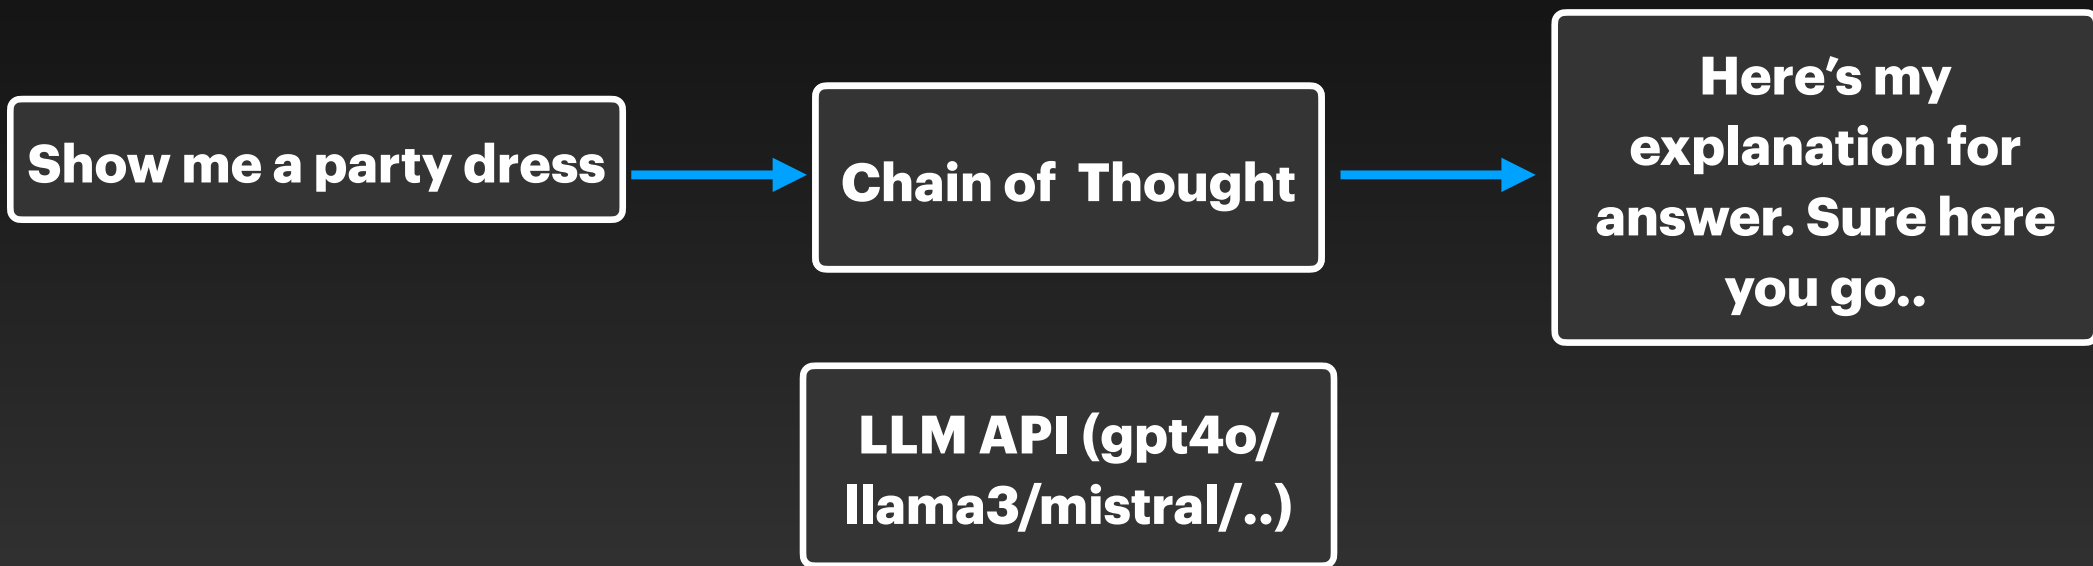 Show me a party dress
Chain of Thought
Here's my
explanation for
answer. Sure here
you go..
LLM API (gpt4o/
llama3/mistral/..)